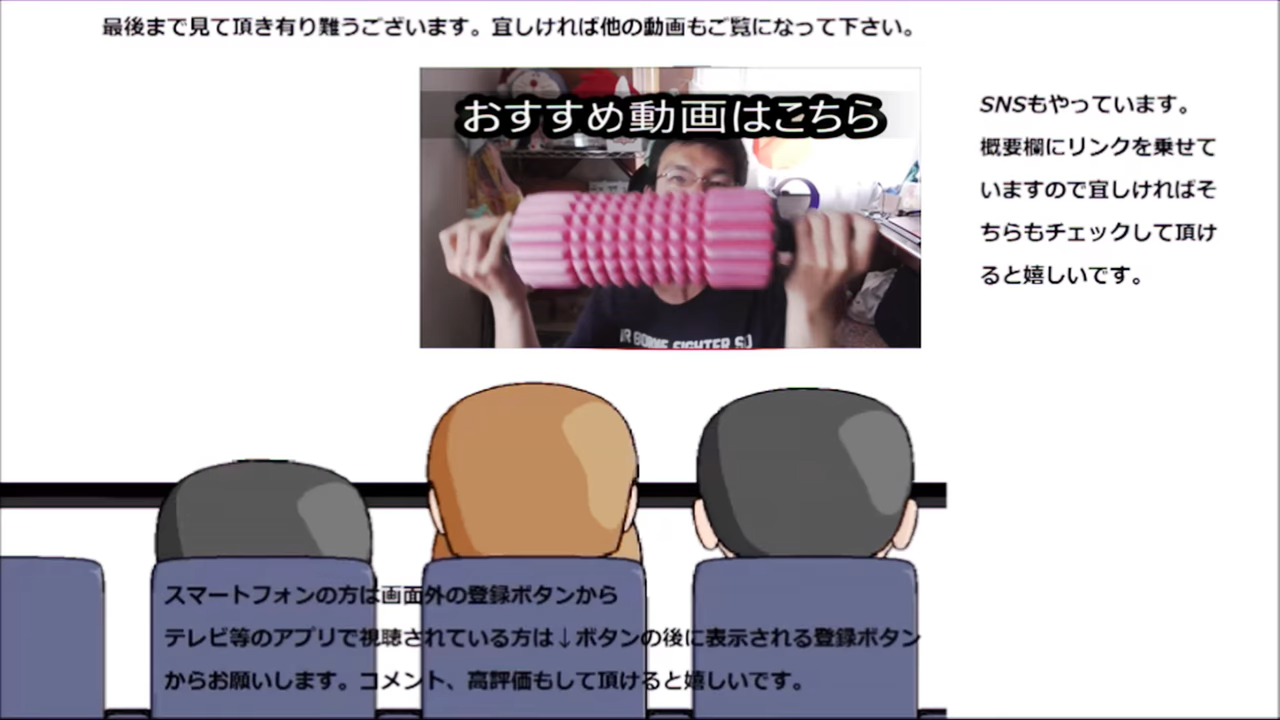 最後まで見て頂き有り難うございます。宜しければ他の動画もご覧になって下さい。
おすすめ動画はこちら
SNSもやっています。
概要欄にリンクを乗せて
いますので宜しければそ
ちらもチェックして頂け
ると嬉しいです。
スマートフォンの方は画面外の登録ボタンから
テレビ等のアプリで視聴されている方は↓ボタンの後に表示される登録ボタン
からお願いします。コメント、高評価もして頂けると嬉しいです。